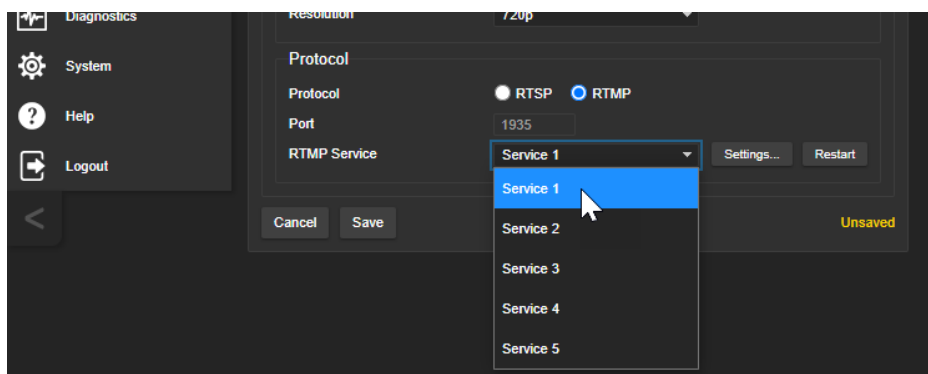 Diagnostics
System
Help
Logout
<
Resolution 720p
Protocol
Protocol RTSP RTMP
Port 1935
RTMP Service Service 1 Settings... Restart
Service 1
Service 2
Service 3
Service 4
Service 5
Cancel Save Unsaved